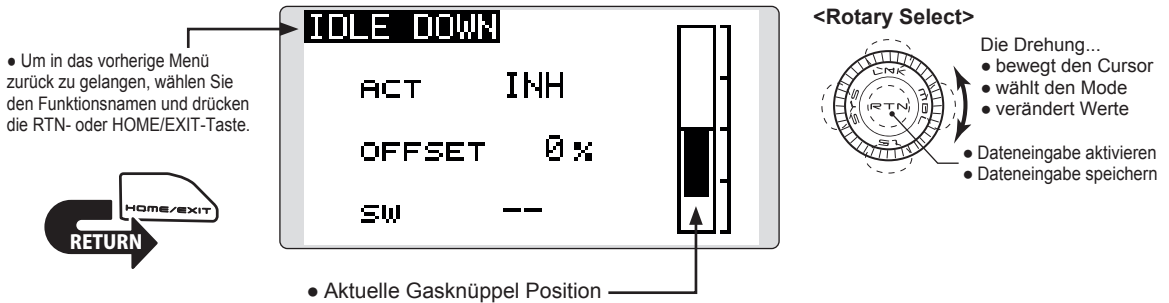 ● Um in das vorherige Menü
zurück zu gelangen, wählen Sie
den Funktionsnamen und drücken
die RTN- oder HOME/EXIT-Taste.
HOME/EXIT
RETURN
IDLE DOWN
ACT INH
OFFSET 0%
SW --
● Aktuelle Gasknüppel Position
<Rotary Select>
LNK
SYS
MDL
S1
RTN
Die Drehung...
● bewegt den Cursor
● wählt den Mode
● verändert Werte
● Dateneingabe aktivieren
● Dateneingabe speichern